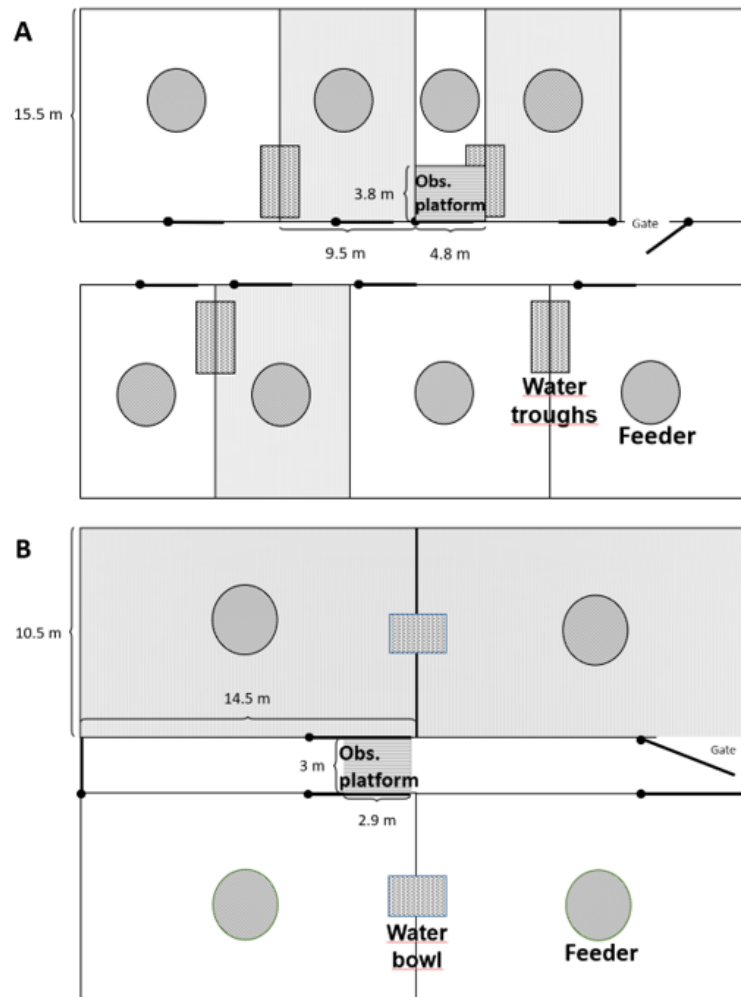 A
15.5 m
3.8 m
Obs.
platform
Gate
9.5 m
4.8 m
Water
troughs
Feeder
B
10.5 m
14.5 m
Obs.
platform
3 m
Gate
2.9 m
Water
bowl
Feeder